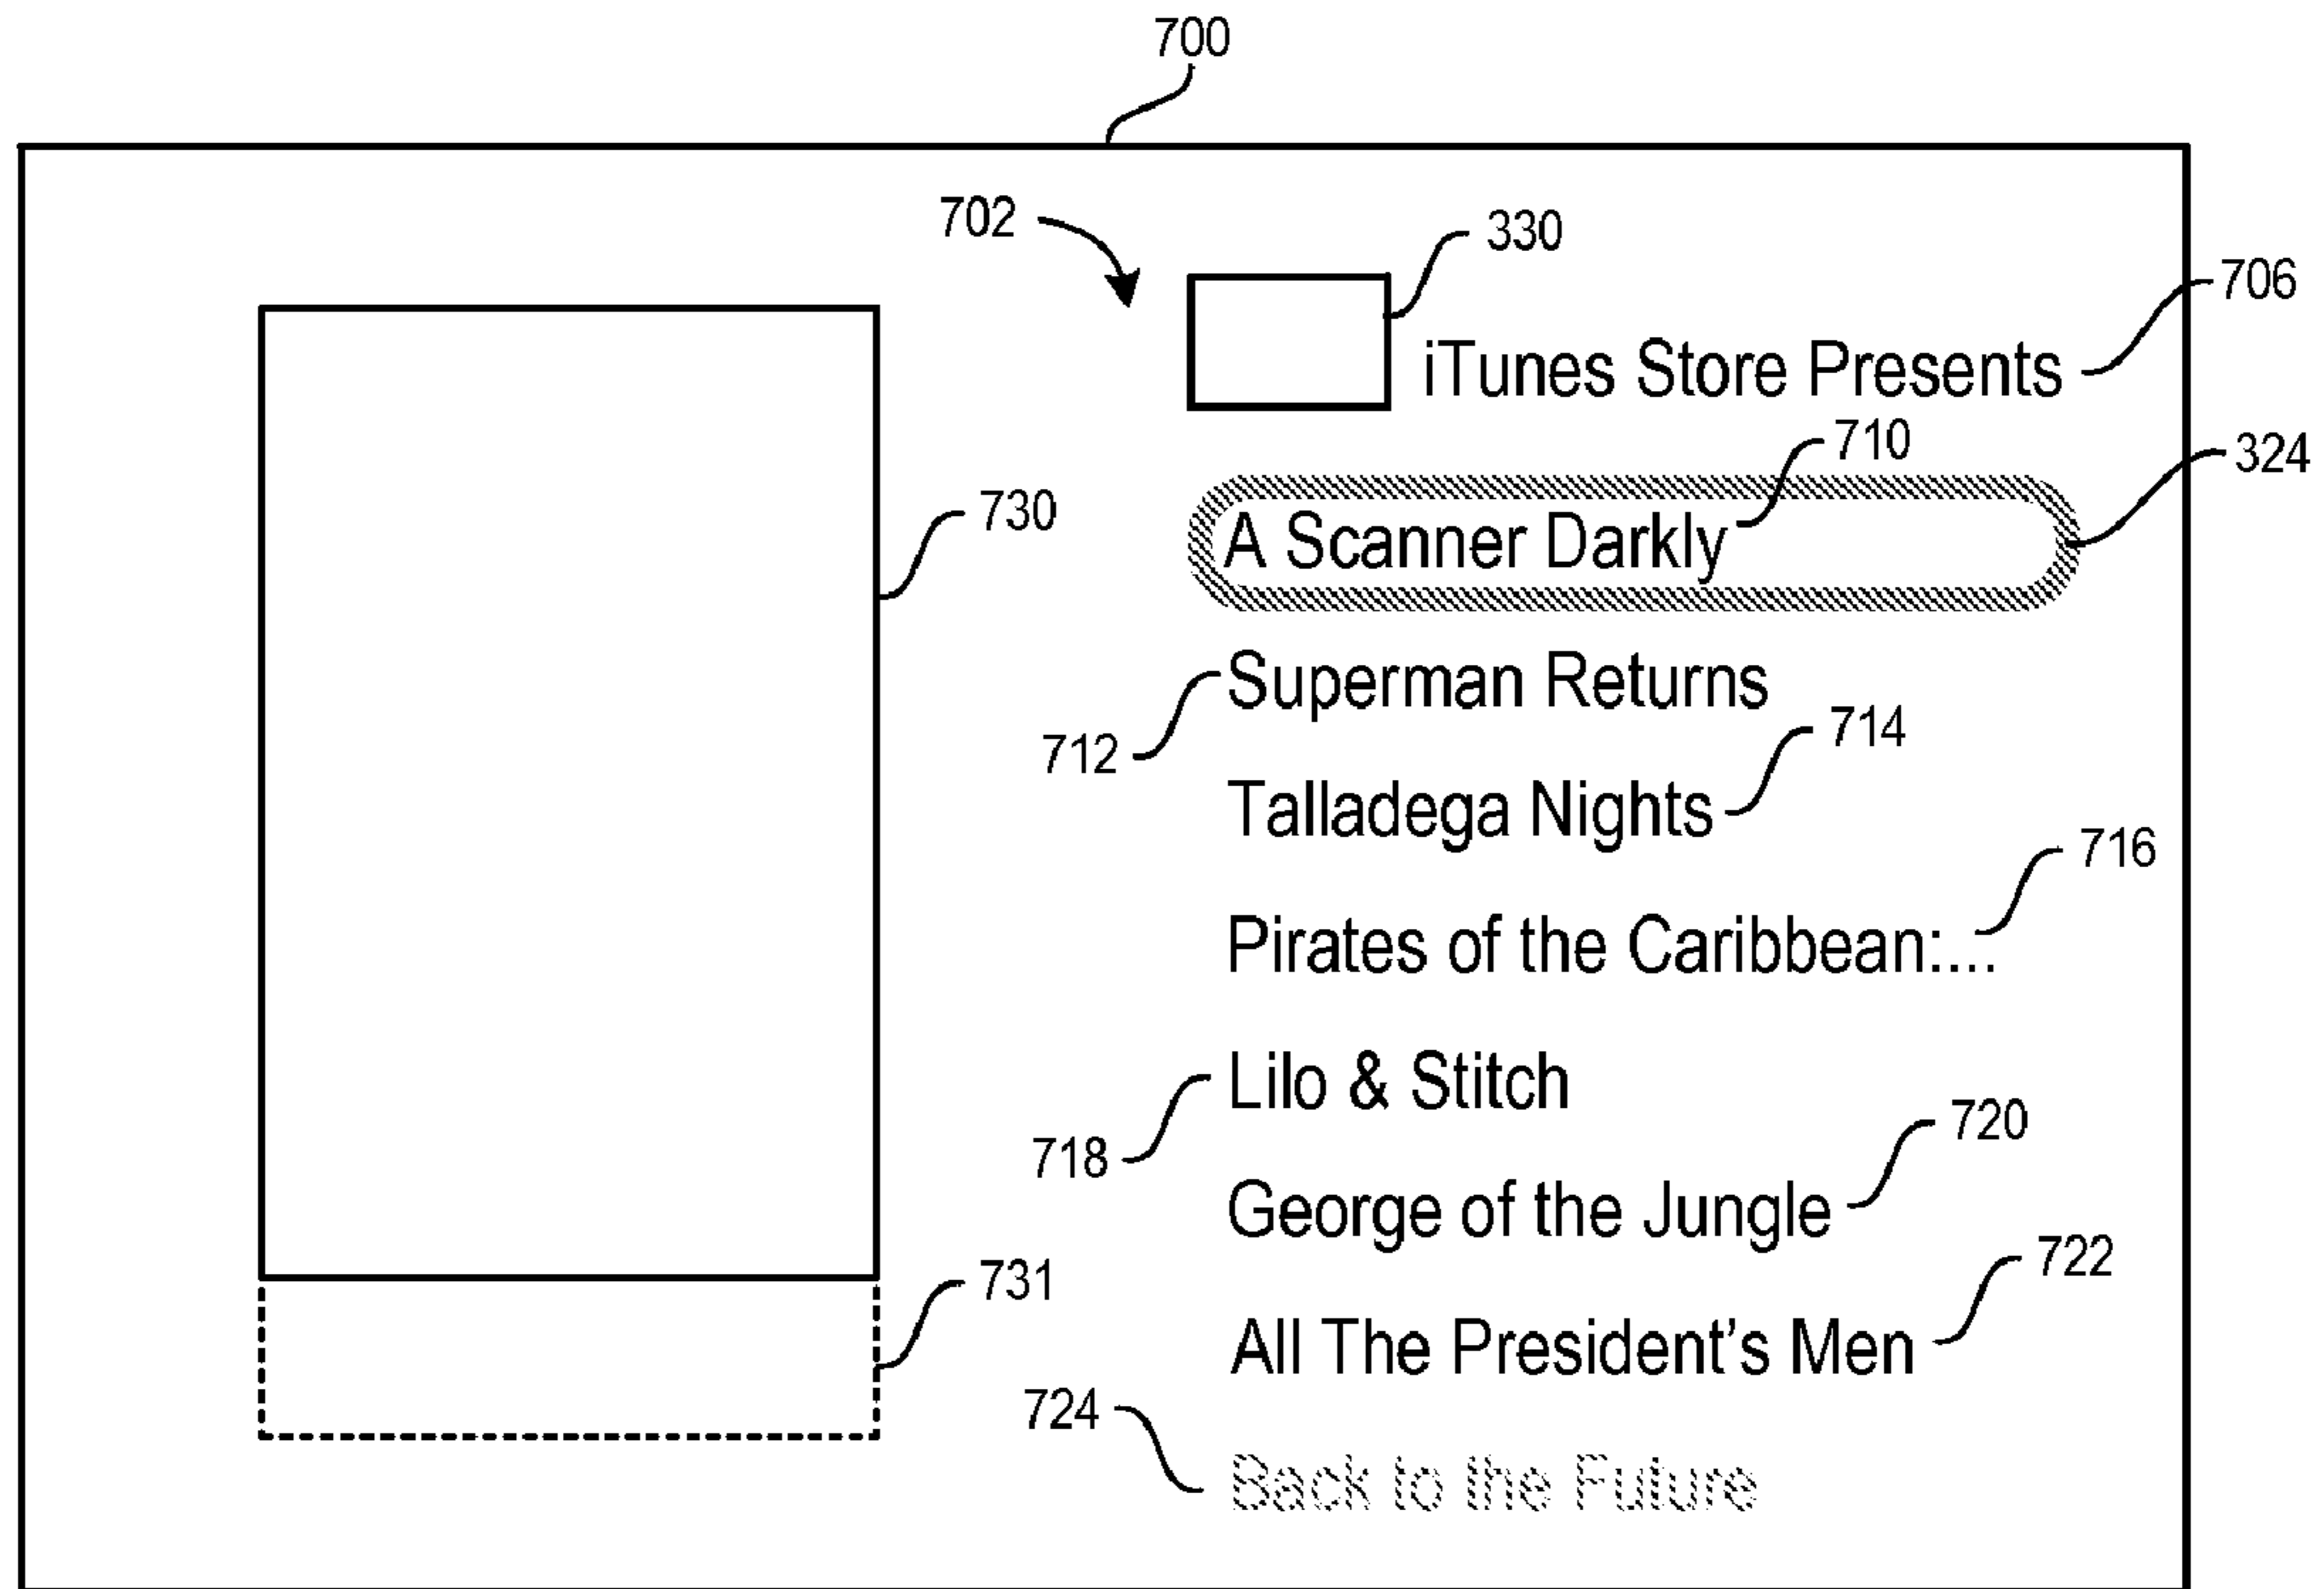 700
702
330
706
iTunes Store Presents
710
324
730
A Scanner Darkly
Superman Returns
712
714
Talladega Nights
716
Pirates of the Caribbean:...
Lilo & Stitch
718
720
George of the Jungle
722
731
All The President's Men
724
Back to the Future